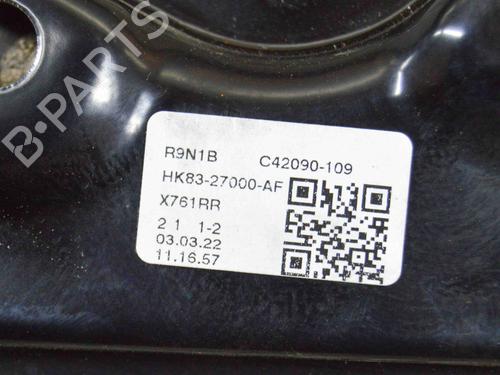 B-PARTS
R9N1B C42090-109
HK83-27000-AF
X761RR
2 1 1-2
03.03.22
11.16.57